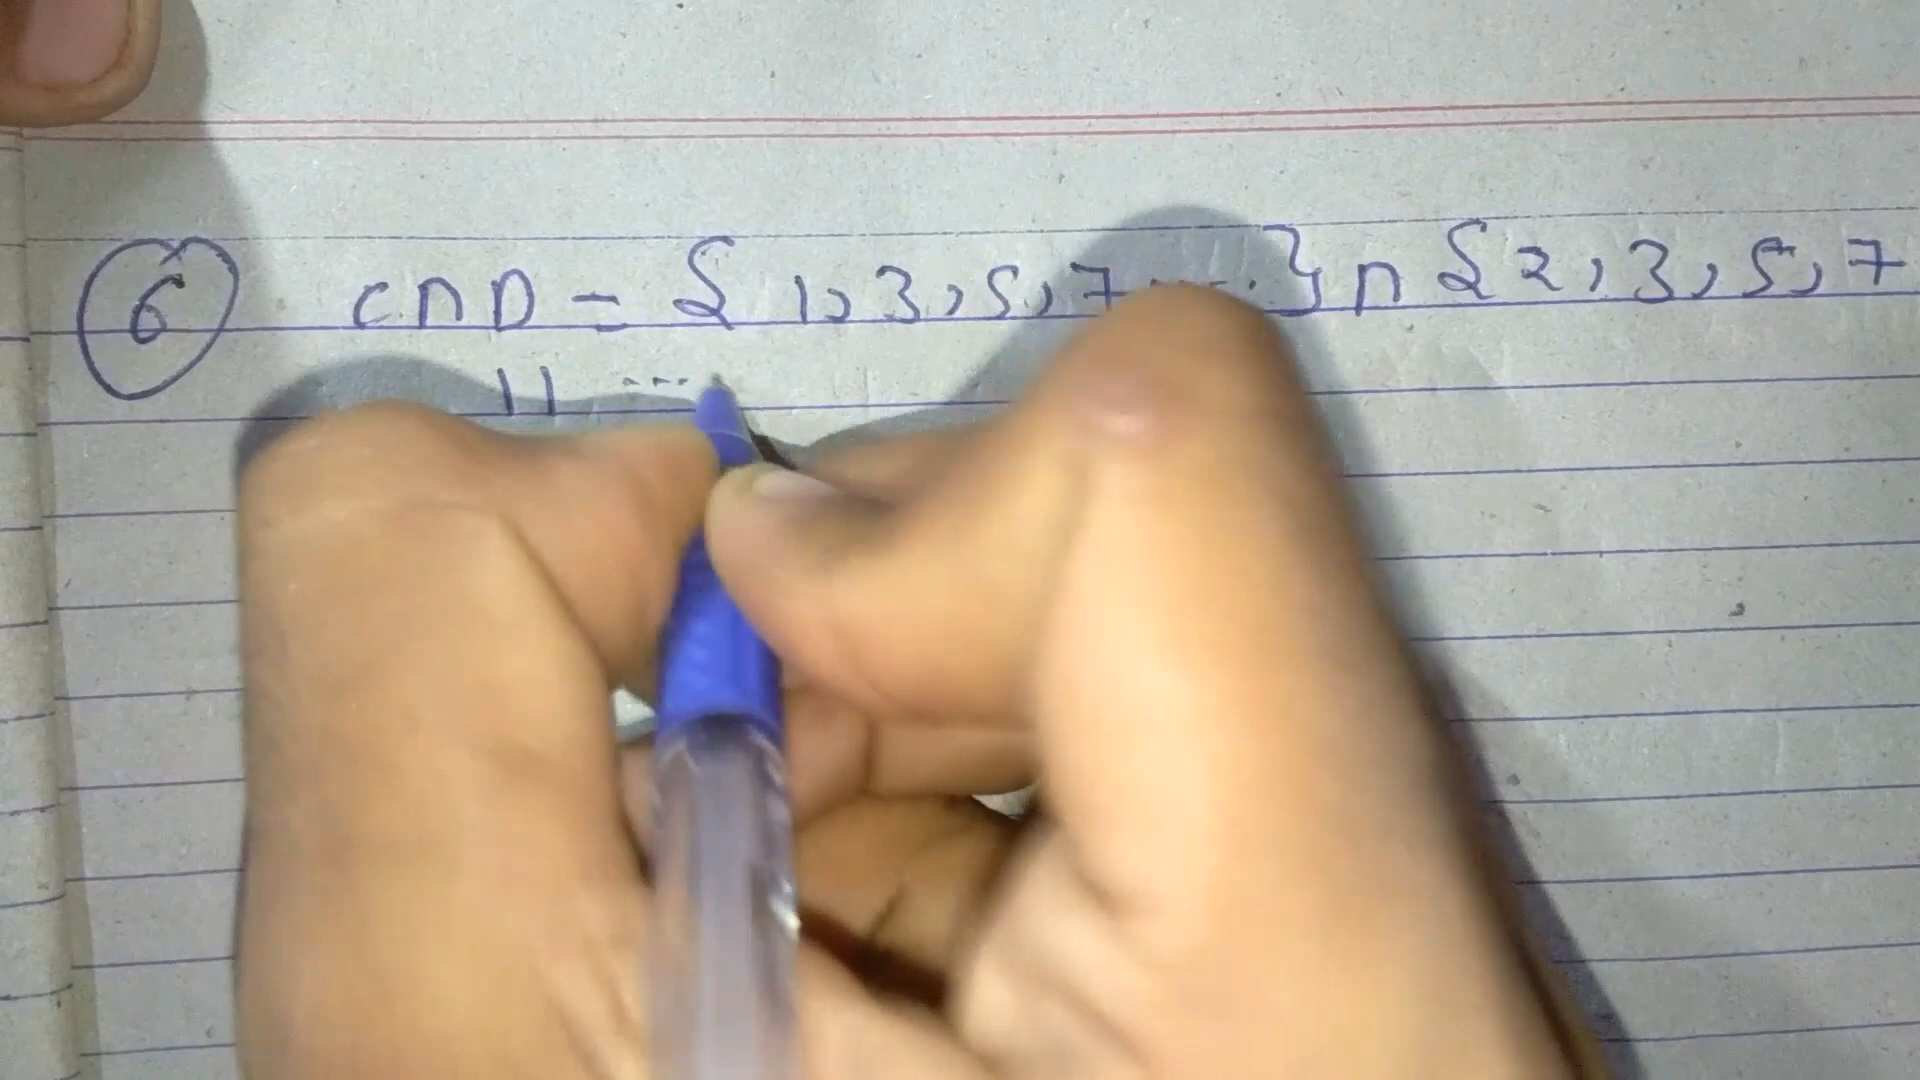 6 C ∩ D = { 1, 3, 5, 7 ... } ∩ { 2, 3, 5, 7
11 ....